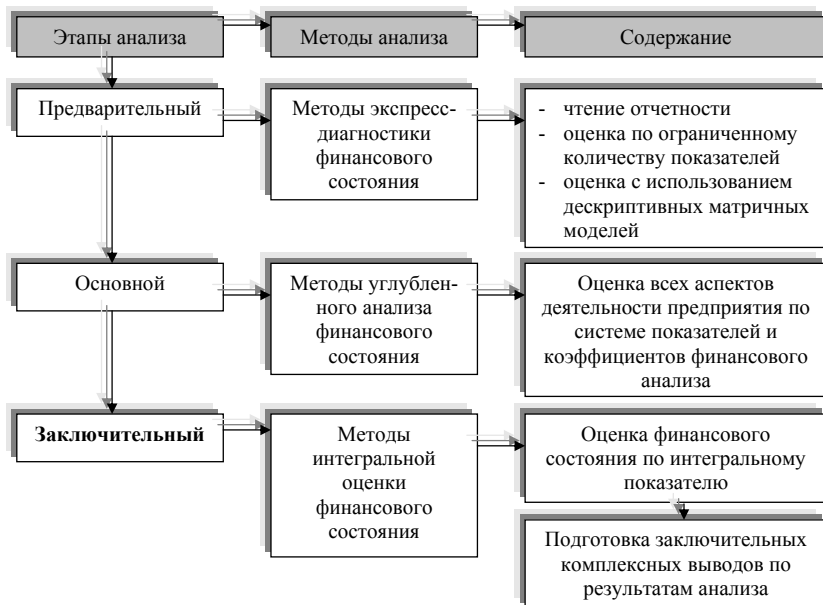 Этапы анализа
Методы анализа
Содержание
Предварительный
Методы экспресс-
диагностики
финансового
состояния
- чтение отчетности
- оценка по ограниченному
количеству показателей
- оценка с использованием
дескриптивных матричных
моделей
Основной
Методы углублен-
ного анализа
финансового
состояния
Оценка всех аспектов
деятельности предприятия по
системе показателей и
коэффициентов финансового
анализа
Заключительный
Методы
интегральной
оценки
финансового
состояния
Оценка финансового
состояния по интегральному
показателю
Подготовка заключительных
комплексных выводов по
результатам анализа